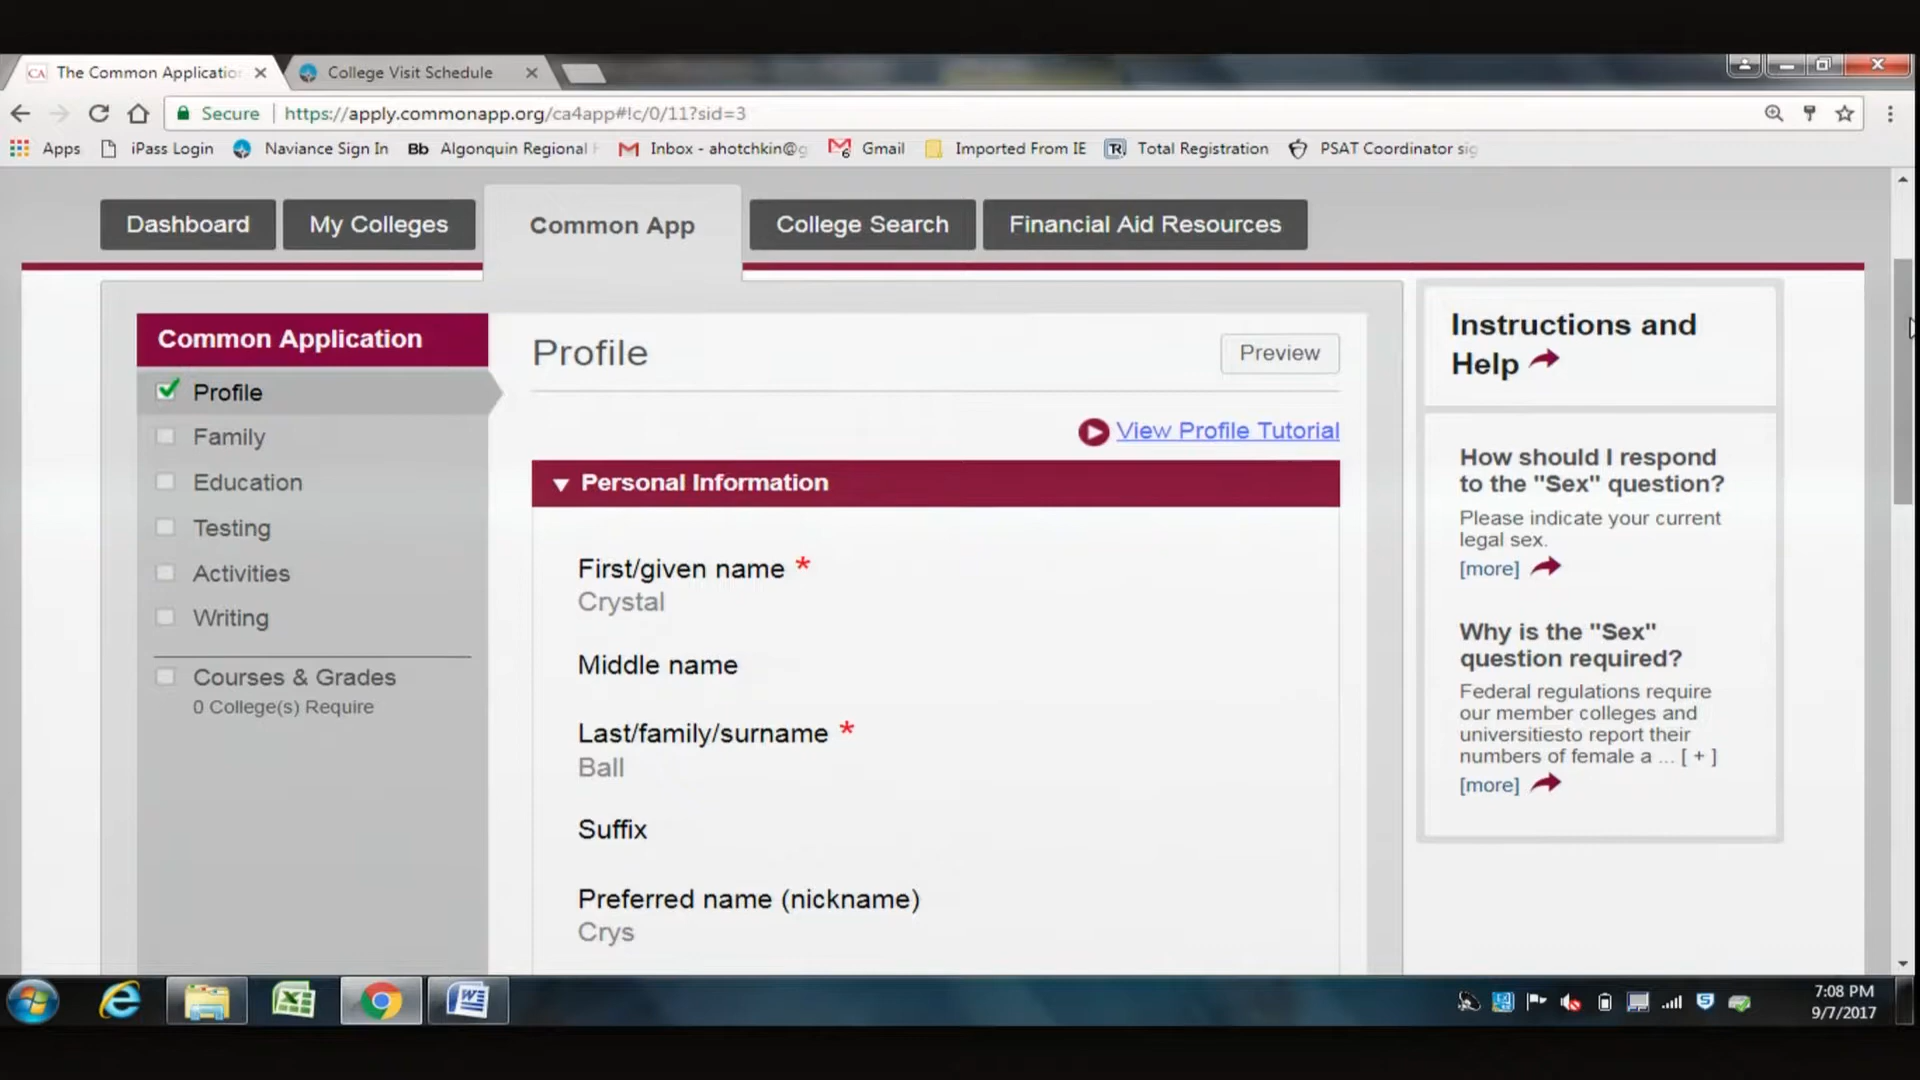 CA The Common Applicatio
College Visit Schedule
Secure https://apply.commonapp.org/ca4app#!c/0/11?sid=3
Apps iPass Login Naviance Sign In Bb Algonquin Regional Inbox - ahotchkin@g Gmail Imported From IE Total Registration PSAT Coordinator sig
Dashboard My Colleges Common App College Search Financial Aid Resources
Common Application
Profile
Family
Education
Testing
Activities
Writing
Courses & Grades
0 College(s) Require
Profile
Preview
View Profile Tutorial
Personal Information
First/given name *
Crystal
Middle name
Last/family/surname *
Ball
Suffix
Preferred name (nickname)
Crys
Instructions and
Help
How should I respond
to the "Sex" question?
Please indicate your current
legal sex.
[more]
Why is the "Sex"
question required?
Federal regulations require
our member colleges and
universitiesto report their
numbers of female a ... [ + ]
[more]
7:08 PM
9/7/2017